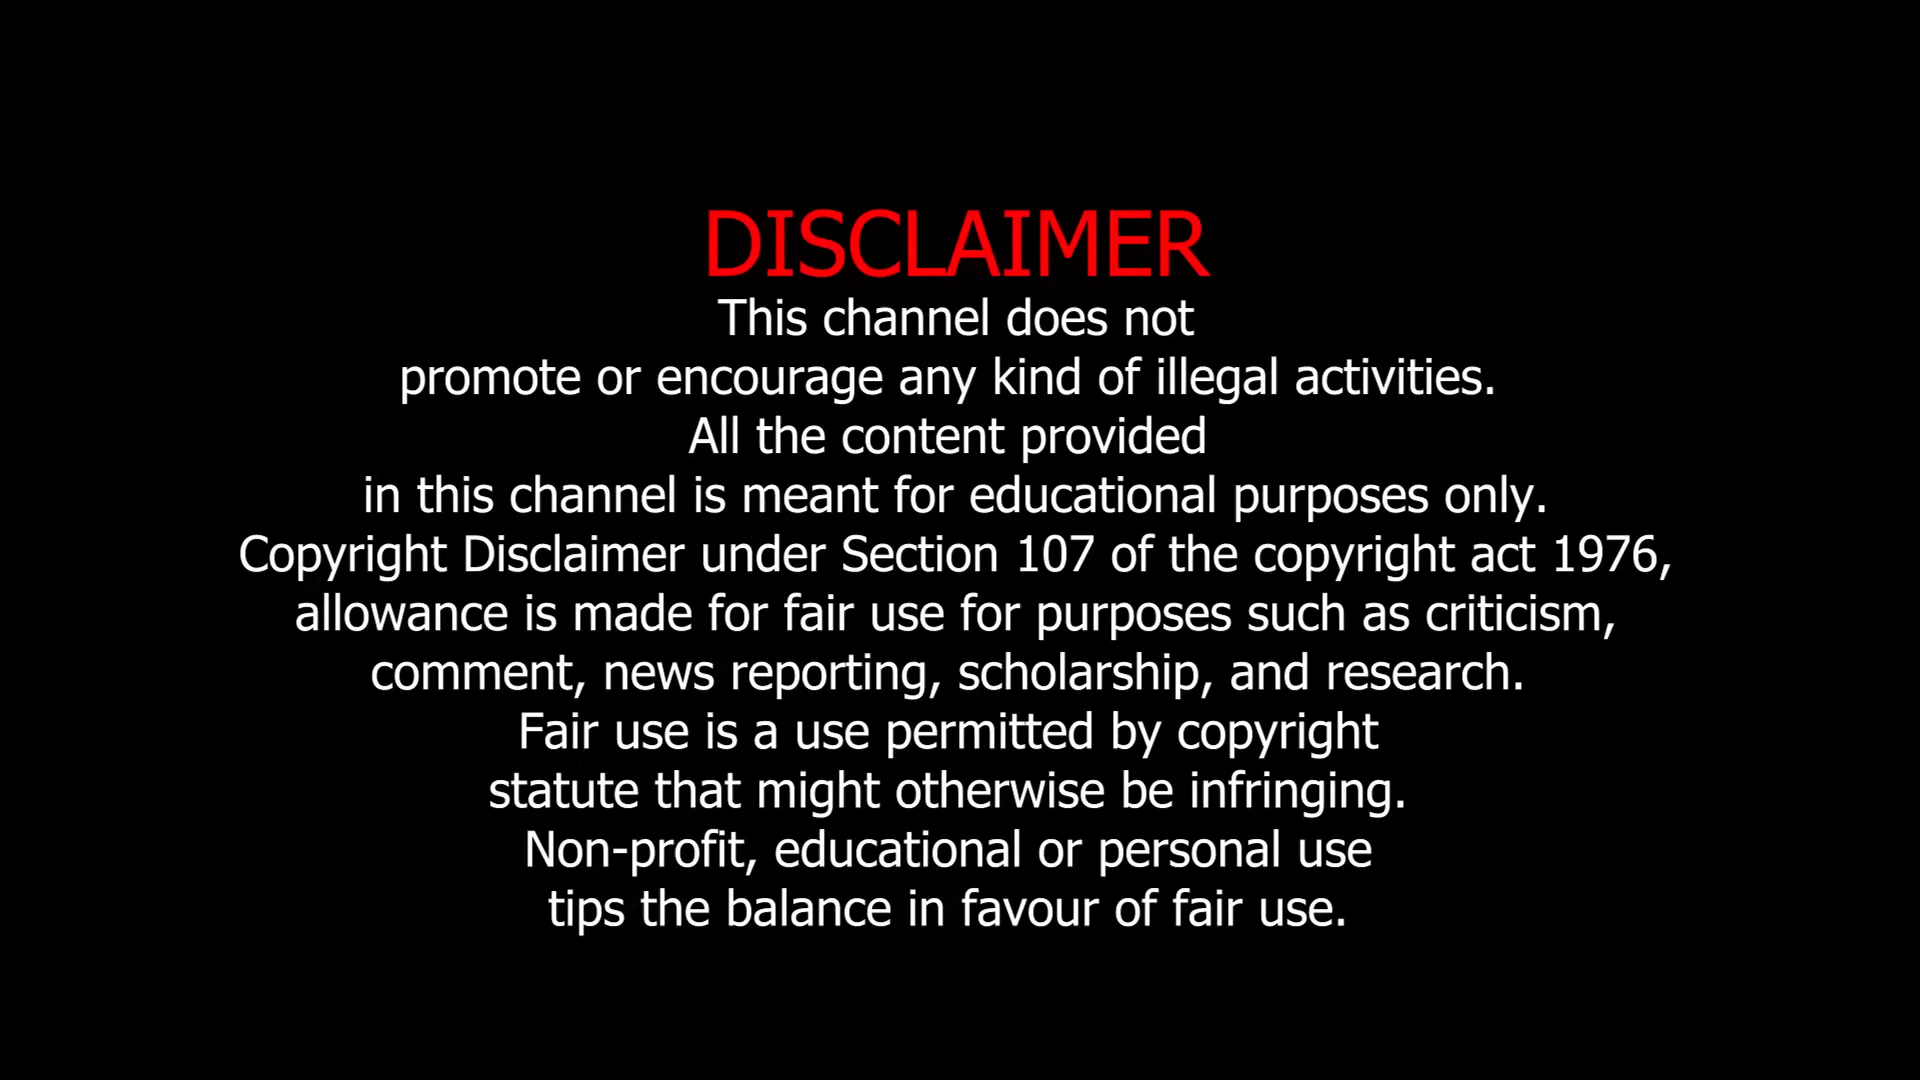 DISCLAIMER
This channel does not
promote or encourage any kind of illegal activities.
All the content provided
in this channel is meant for educational purposes only.
Copyright Disclaimer under Section 107 of the copyright act 1976,
allowance is made for fair use for purposes such as criticism,
comment, news reporting, scholarship, and research.
Fair use is a use permitted by copyright
statute that might otherwise be infringing.
Non-profit, educational or personal use
tips the balance in favour of fair use.